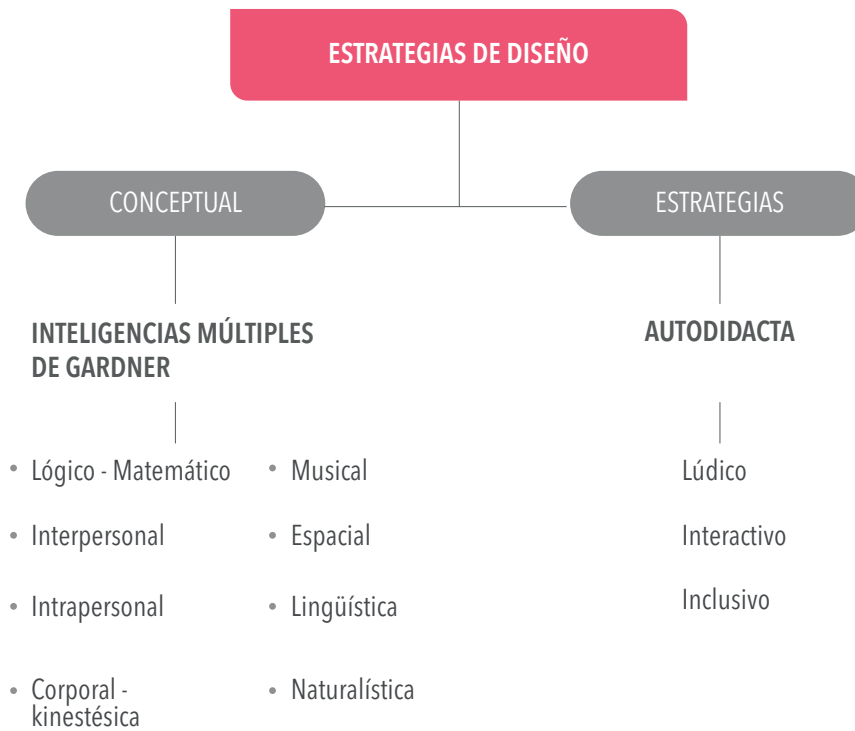 ESTRATEGIAS DE DISEÑO
CONCEPTUAL
ESTRATEGIAS
INTELIGENCIAS MÚLTIPLES
DE GARDNER
AUTODIDACTA
• Lógico - Matemático
• Interpersonal
• Intrapersonal
• Corporal -
kinestésica
• Musical
• Espacial
• Lingüística
• Naturalística
Lúdico
Interactivo
Inclusivo